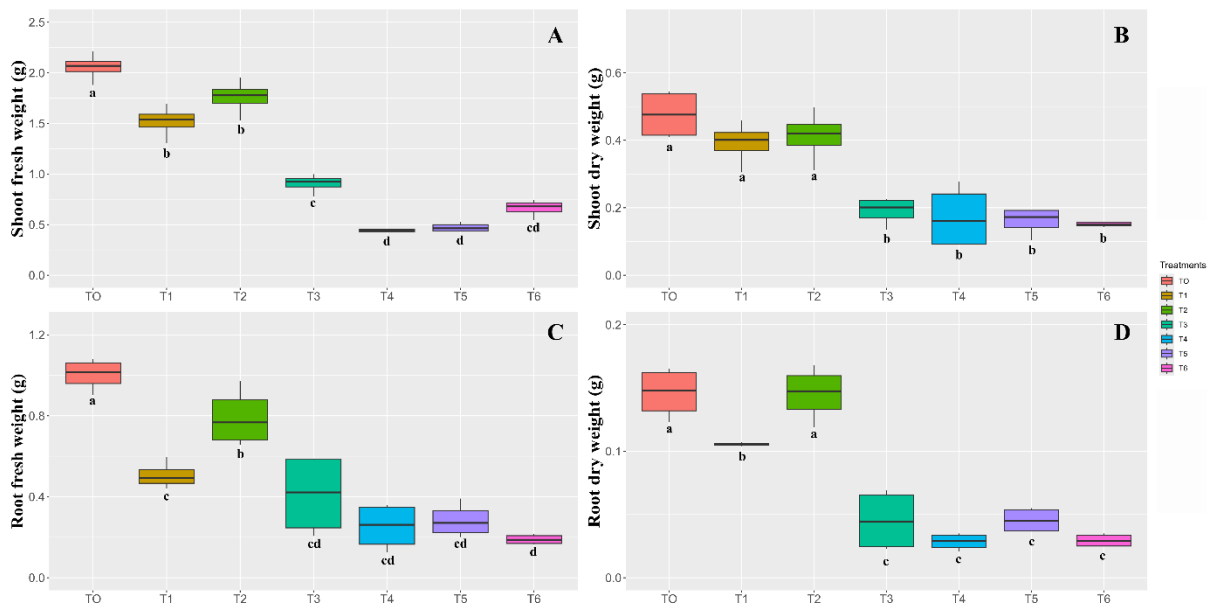 A
Shoot fresh weight (g)
2.5
2.0
1.5
1.0
0.5
0.0
a
b
b
c
d
d
cd
TO T1 T2 T3 T4 T5 T6
B
Shoot dry weight (g)
0.6
0.4
0.2
0.0
a
a
a
b
b
b
b
TO T1 T2 T3 T4 T5 T6
C
Root fresh weight (g)
1.2
0.8
0.4
0.0
a
c
b
cd
cd
cd
d
TO T1 T2 T3 T4 T5 T6
D
Root dry weight (g)
0.2
0.1
0.0
a
b
a
c
c
c
c
TO T1 T2 T3 T4 T5 T6
Treatments
TO
T1
T2
T3
T4
T5
T6